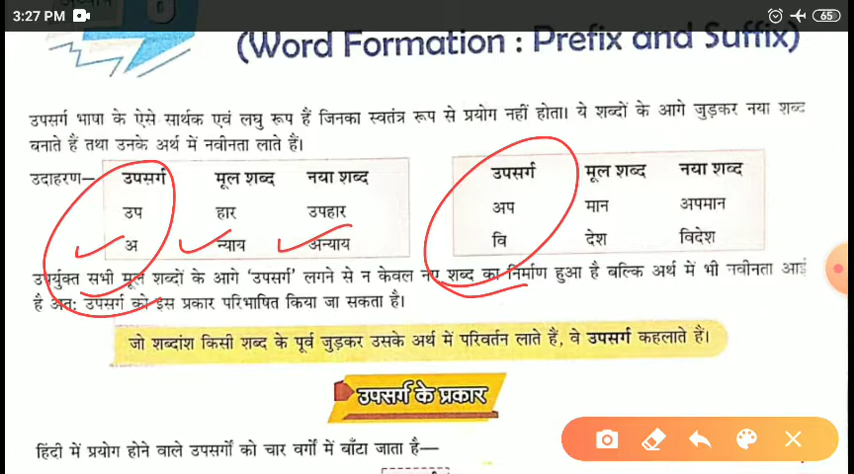 3:27 PM
65
6
(Word Formation : Prefix and Suffix)
उपसर्ग भाषा के ऐसे सार्थक एवं लघु रूप हैं जिनका स्वतंत्र रूप से प्रयोग नहीं होता। ये शब्दों के आगे जुड़कर नया शब्द
बनाते हैं तथा उनके अर्थ में नवीनता लाते हैं।
उदाहरण— उपसर्ग मूल शब्द नया शब्द उपसर्ग मूल शब्द नया शब्द
उप हार उपहार अप मान अपमान
अ न्याय अन्याय वि देश विदेश
उपर्युक्त सभी मूल शब्दों के आगे 'उपसर्ग' लगने से न केवल नए शब्द का निर्माण हुआ है बल्कि अर्थ में भी नवीनता आई
है अतः उपसर्ग को इस प्रकार परिभाषित किया जा सकता है।
जो शब्दांश किसी शब्द के पूर्व जुड़कर उसके अर्थ में परिवर्तन लाते हैं, वे उपसर्ग कहलाते हैं।
उपसर्ग के प्रकार
हिंदी में प्रयोग होने वाले उपसर्गों को चार वर्गों में बाँटा जाता है—